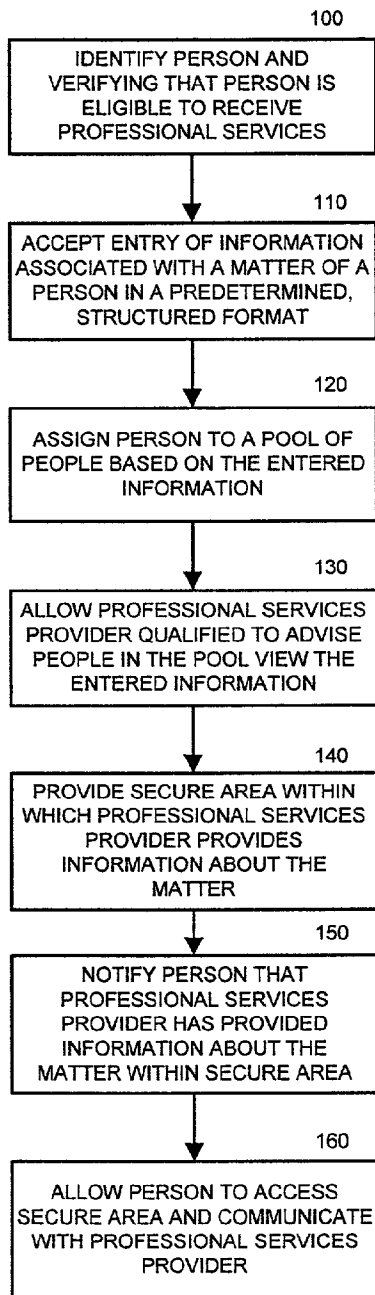 100
IDENTIFY PERSON AND
VERIFYING THAT PERSON IS
ELIGIBLE TO RECEIVE
PROFESSIONAL SERVICES
110
ACCEPT ENTRY OF INFORMATION
ASSOCIATED WITH A MATTER OF A
PERSON IN A PREDETERMINED,
STRUCTURED FORMAT
120
ASSIGN PERSON TO A POOL OF
PEOPLE BASED ON THE ENTERED
INFORMATION
130
ALLOW PROFESSIONAL SERVICES
PROVIDER QUALIFIED TO ADVISE
PEOPLE IN THE POOL VIEW THE
ENTERED INFORMATION
140
PROVIDE SECURE AREA WITHIN
WHICH PROFESSIONAL SERVICES
PROVIDER PROVIDES
INFORMATION ABOUT THE
MATTER
150
NOTIFY PERSON THAT
PROFESSIONAL SERVICES
PROVIDER HAS PROVIDED
INFORMATION ABOUT THE
MATTER WITHIN SECURE AREA
160
ALLOW PERSON TO ACCESS
SECURE AREA AND COMMUNICATE
WITH PROFESSIONAL SERVICES
PROVIDER